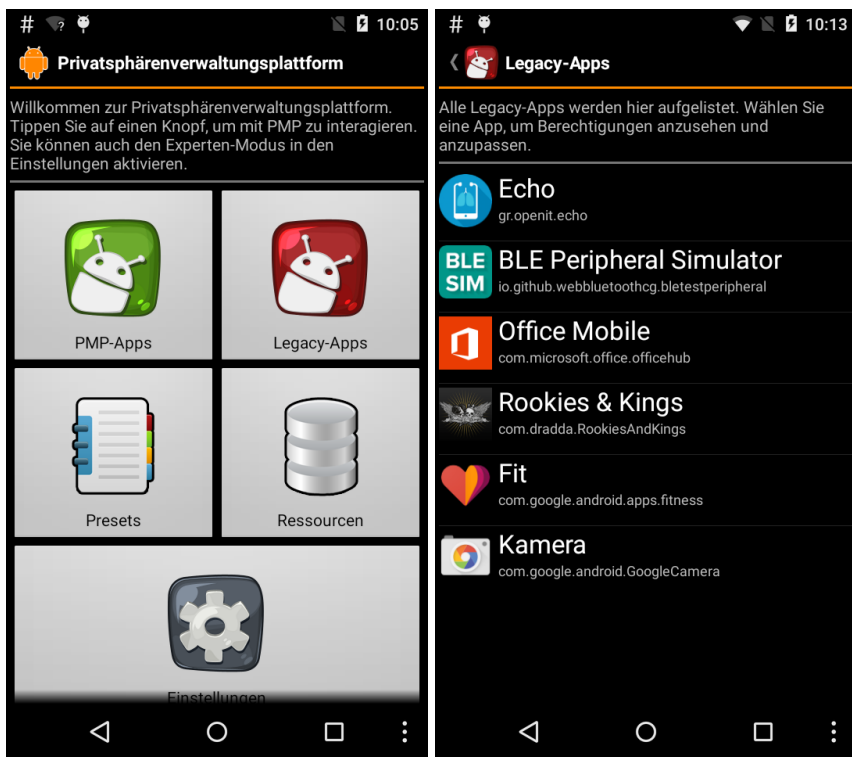 # ? 10:05
Privatsphärenverwaltungsplattform
Willkommen zur Privatsphärenverwaltungsplattform.
Tippen Sie auf einen Knopf, um mit PMP zu interagieren.
Sie können auch den Experten-Modus in den
Einstellungen aktivieren.
PMP-Apps
Legacy-Apps
Presets
Ressourcen
Einstellungen
# 10:13
Legacy-Apps
Alle Legacy-Apps werden hier aufgelistet. Wählen Sie
eine App, um Berechtigungen anzusehen und
anzupassen.
Echo
gr.openit.echo
BLE
SIM
BLE Peripheral Simulator
io.github.webbluetoothcg.bletestperipheral
Office Mobile
com.microsoft.office.officehub
Rookies & Kings
com.dradda.RookiesAndKings
Fit
com.google.android.apps.fitness
Kamera
com.google.android.GoogleCamera